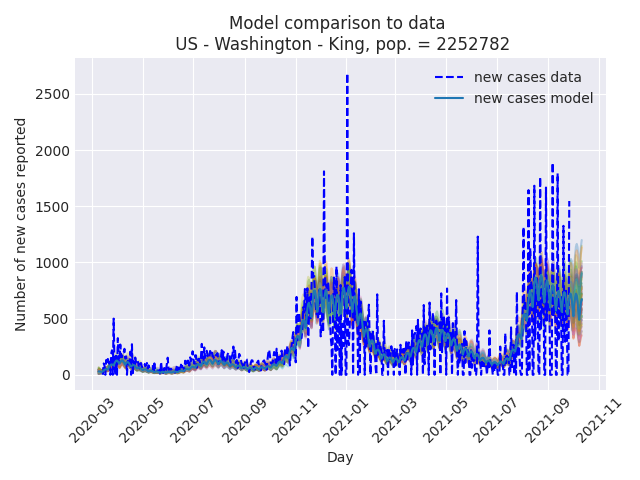 Model comparison to data
US - Washington - King, pop. = 2252782
new cases data
new cases model
Number of new cases reported
2500
2000
1500
1000
500
0
2020-03
2020-05
2020-07
2020-09
2020-11
2021-01
2021-03
2021-05
2021-07
2021-09
2021-11
Day